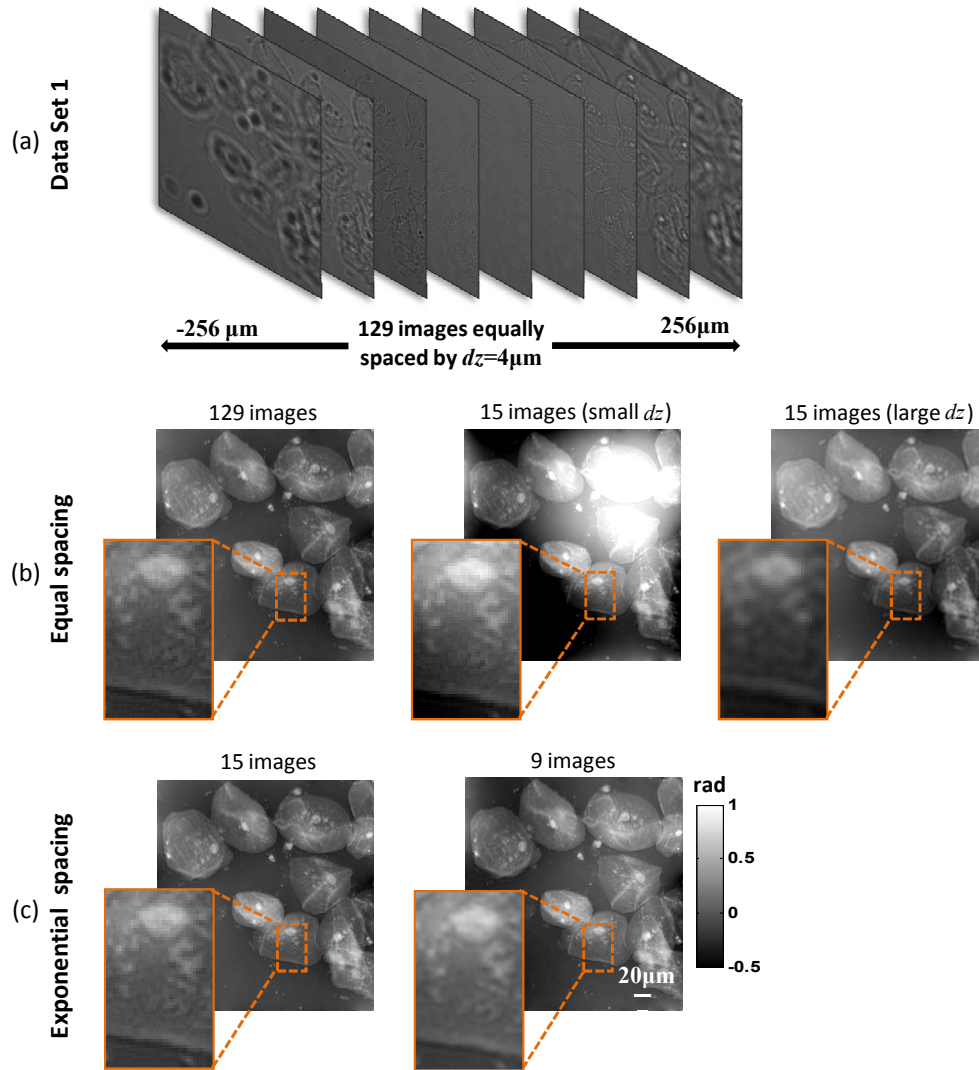 (a)
Data Set 1
-256 μm
129 images equally
spaced by dz=4μm
256μm
129 images
15 images (small dz)
15 images (large dz)
(b)
Equal spacing
15 images
9 images
(c)
Exponential spacing
rad
1
0.5
0
-0.5
20μm